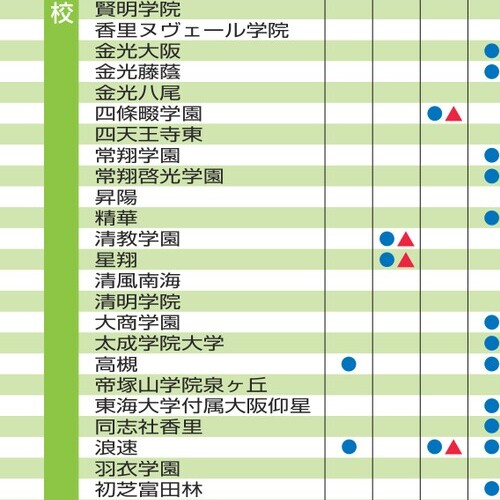 校
賢明学院
香里ヌヴェール学院
金光大阪
金光藤蔭
金光八尾
四條畷学園
四天王寺東
常翔学園
常翔啓光学園
昇陽
精華
清教学園
星翔
清風南海
清明学院
大商学園
太成学院大学
高槻
帝塚山学院泉ヶ丘
東海大学付属大阪仰星
同志社香里
浪速
羽衣学園
初芝富田林